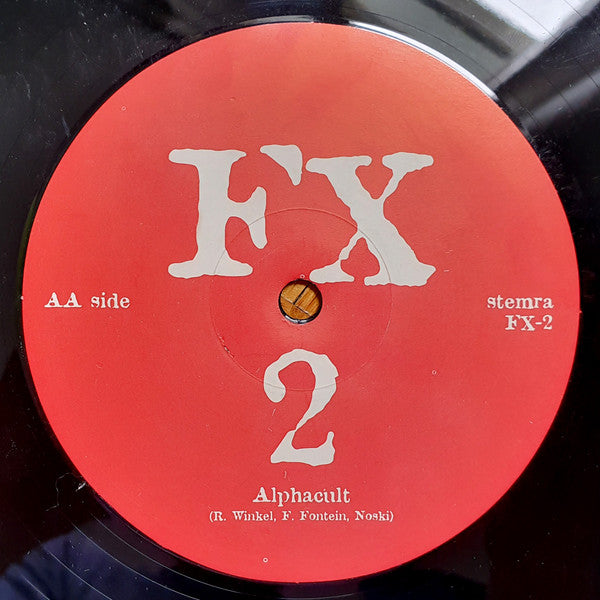 FX
AA side
stemra
FX-2
2
Alphacult
(R. Winkel, F. Fontein, Noski)